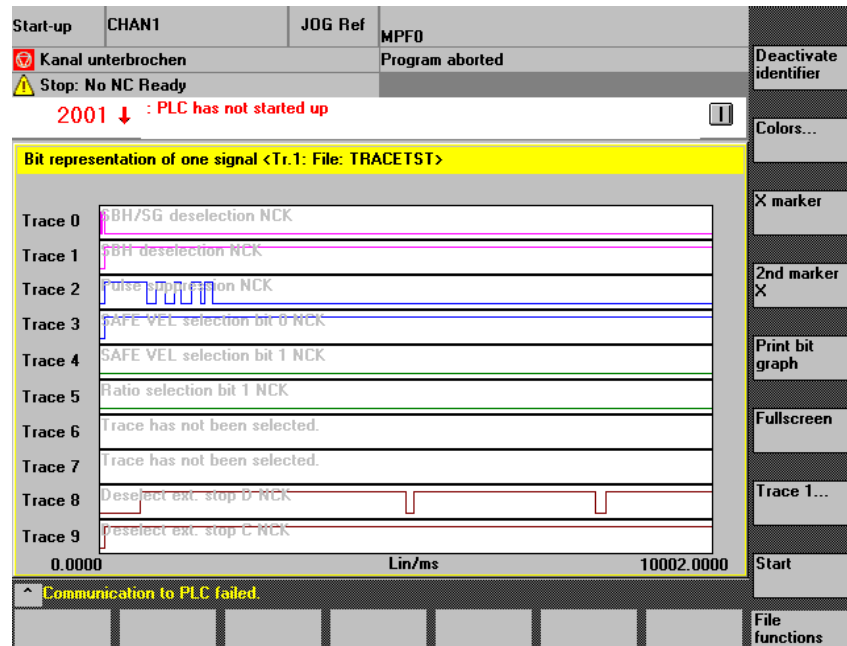 Start-up
CHAN1
JOG Ref
MPF0
Kanal unterbrochen
Program aborted
Stop: No NC Ready
2001 ↓ : PLC has not started up
Bit representation of one signal <Tr.1: File: TRACETST>
Trace 0 SBH/SG deselection NCK
Trace 1 SBH deselection NCK
Trace 2 Pulse suppression NCK
Trace 3 SAFE VEL selection bit 0 NCK
Trace 4 SAFE VEL selection bit 1 NCK
Trace 5 Ratio selection bit 1 NCK
Trace 6 Trace has not been selected.
Trace 7 Trace has not been selected.
Trace 8 Deselect ext. stop D NCK
Trace 9 Deselect ext. stop C NCK
0.0000 Lin/ms 10002.0000
^ Communication to PLC failed.
Deactivate
identifier
Colors...
X marker
2nd marker
X
Print bit
graph
Fullscreen
Trace 1...
Start
File
functions